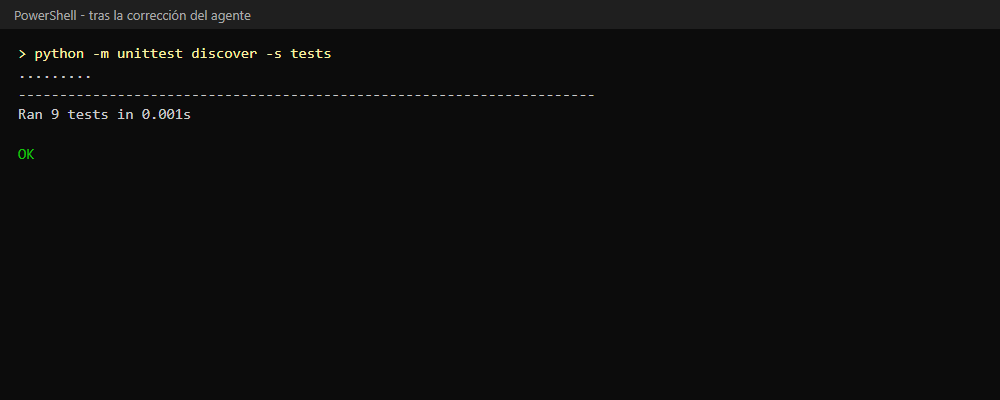 PowerShell - tras la corrección del agente
> python -m unittest discover -s tests
.........
----------------------------------------------------------------------
Ran 9 tests in 0.001s
OK